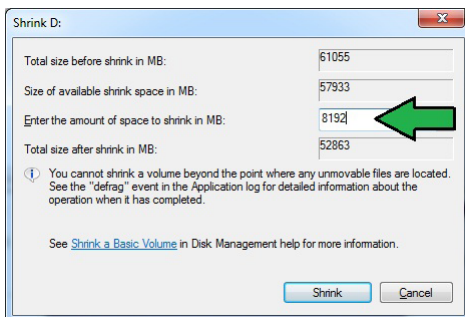 Shrink D:
Total size before shrink in MB: 61055
Size of available shrink space in MB: 57933
Enter the amount of space to shrink in MB: 8192
Total size after shrink in MB: 52863
You cannot shrink a volume beyond the point where any unmovable files are located.
See the "defrag" event in the Application log for detailed information about the
operation when it has completed.
See Shrink a Basic Volume in Disk Management help for more information.
Shrink Cancel